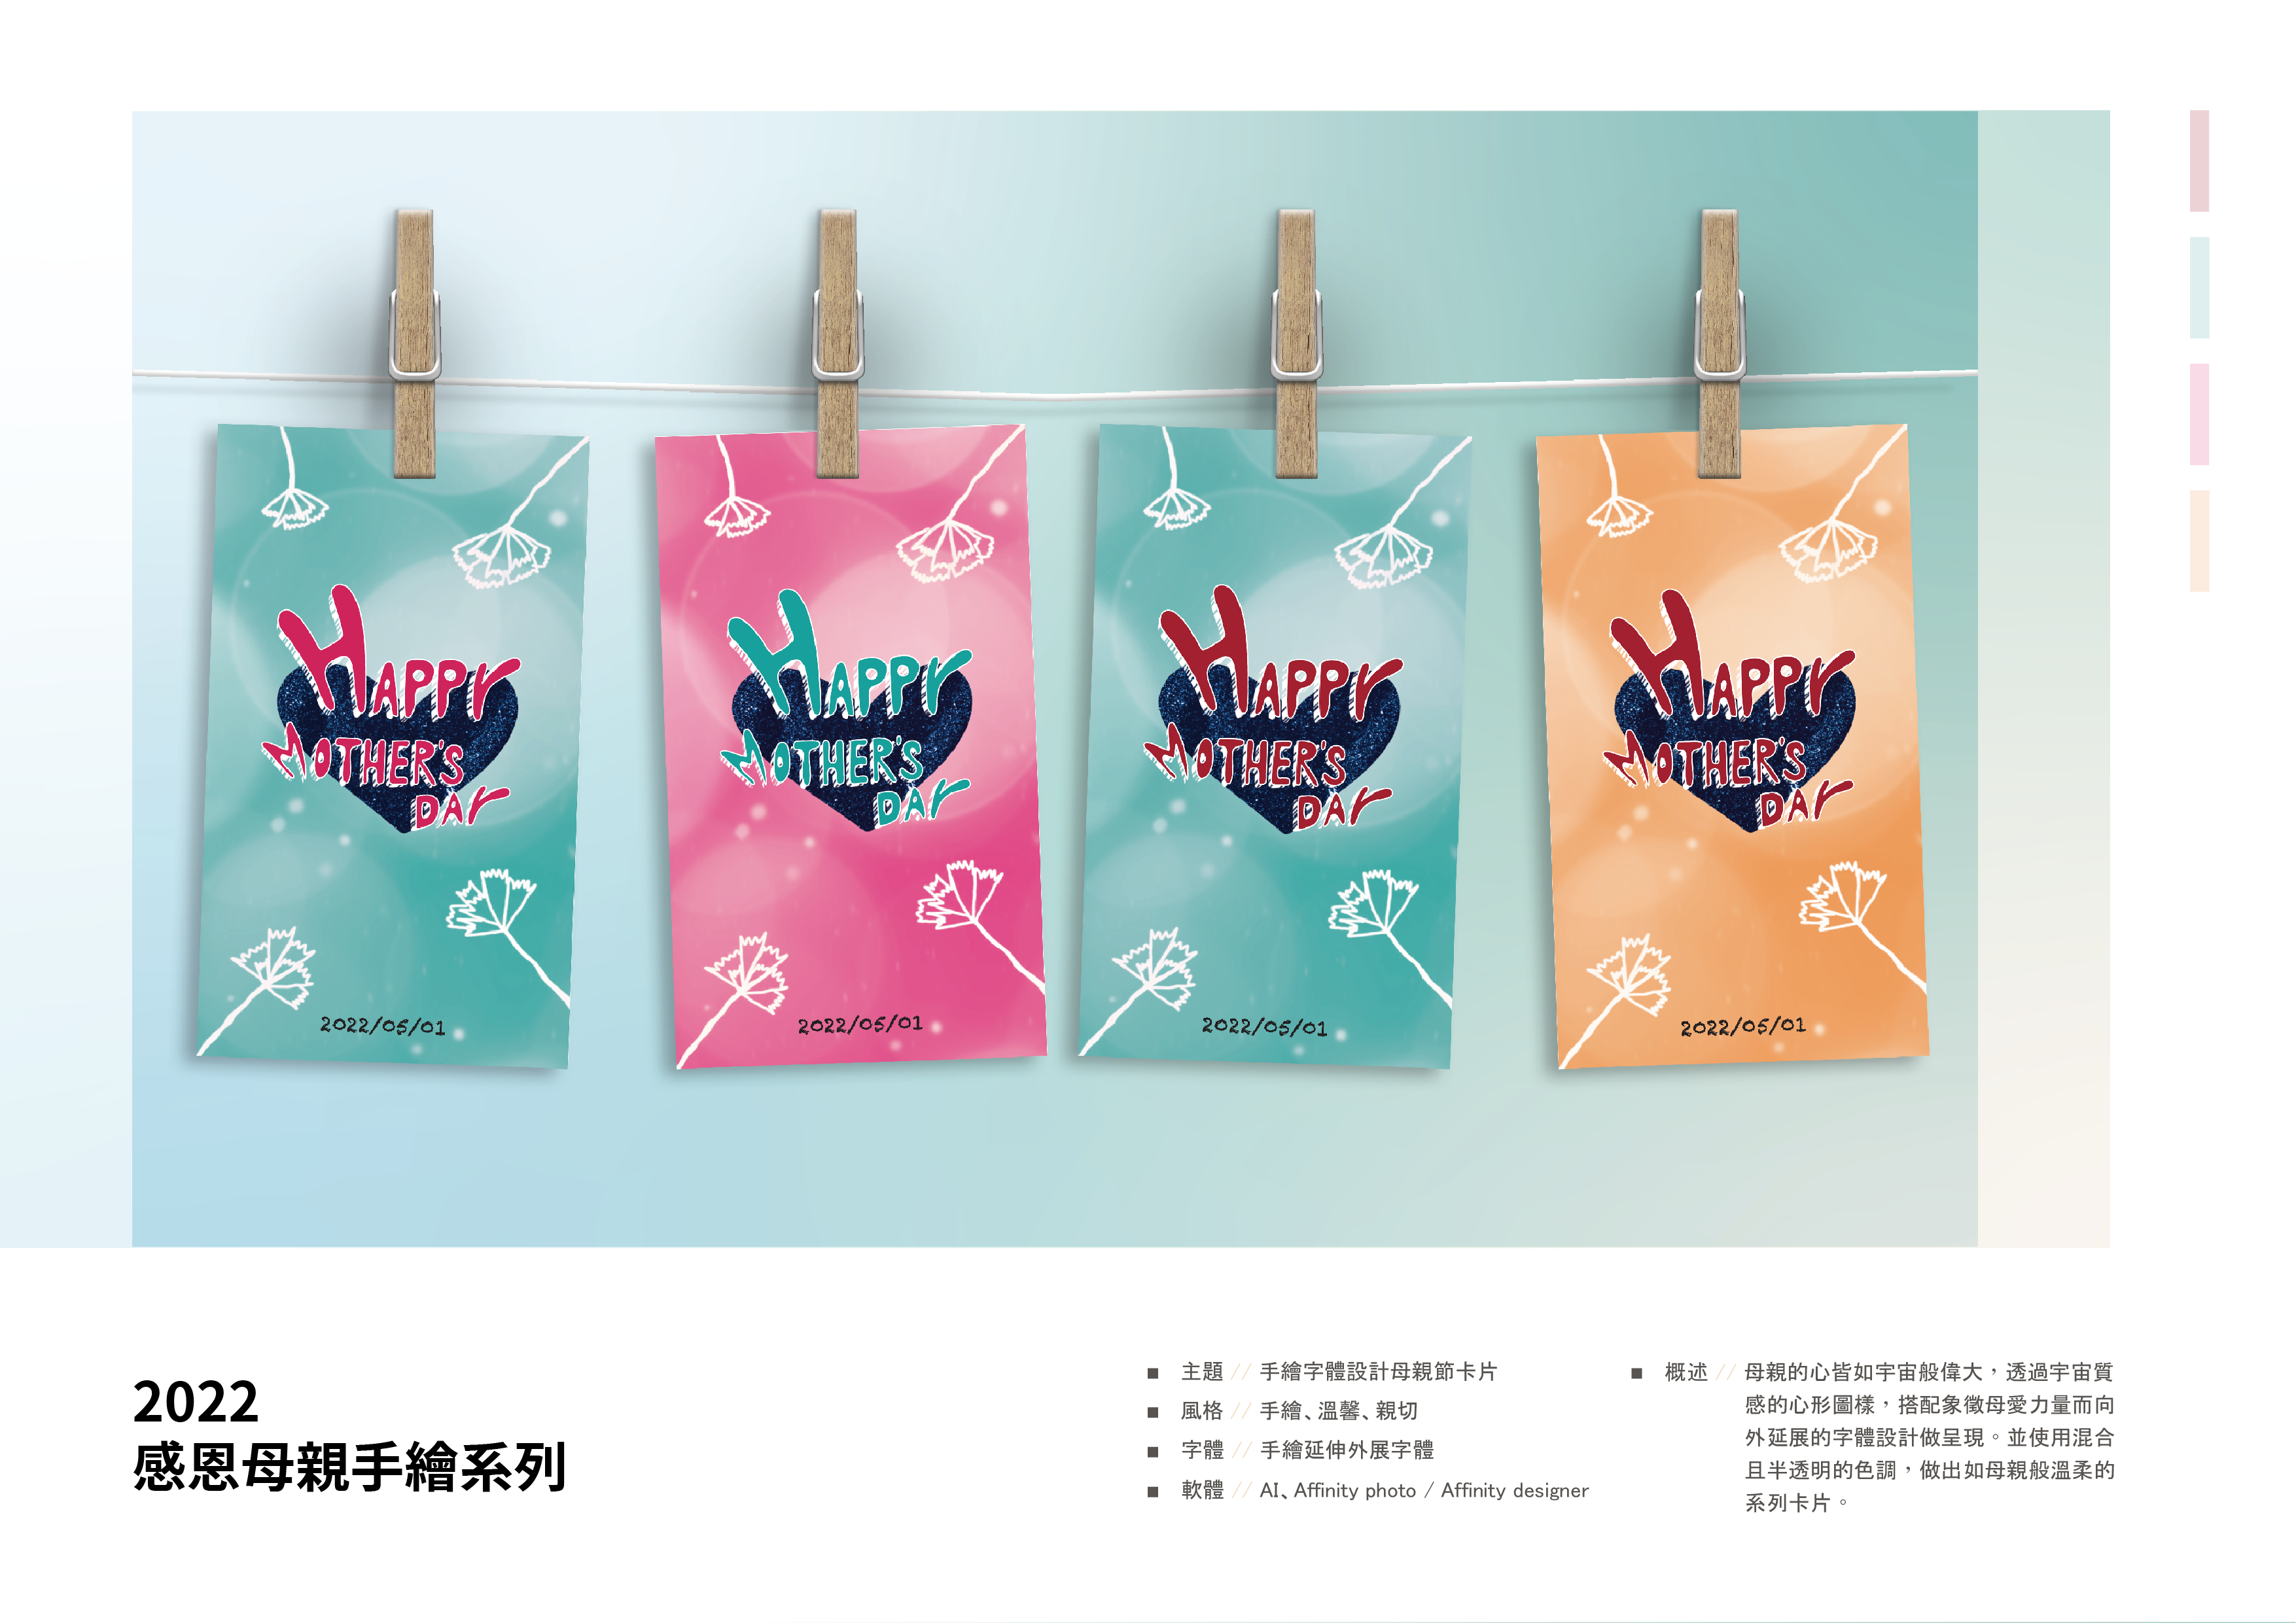 HAPPY
MOTHER'S
DAY
2022/05/01
HAPPY
MOTHER'S
DAY
2022/05/01
HAPPY
MOTHER'S
DAY
2022/05/01
HAPPY
MOTHER'S
DAY
2022/05/01
2022
感恩母親手繪系列
■ 主題 // 手繪字體設計母親節卡片
■ 風格 // 手繪、溫馨、親切
■ 字體 // 手繪延伸外展字體
■ 軟體 // AI、Affinity photo / Affinity designer
■ 概述 // 母親的心皆如宇宙般偉大，透過宇宙質
感的心形圖樣，搭配象徵母愛力量而向
外延展的字體設計做呈現。並使用混合
且半透明的色調，做出如母親般溫柔的
系列卡片。